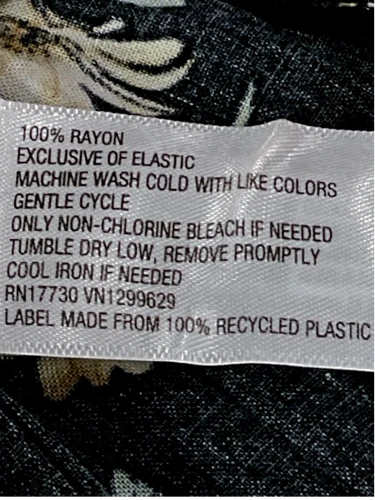 100% RAYON
EXCLUSIVE OF ELASTIC
MACHINE WASH COLD WITH LIKE COLORS
GENTLE CYCLE
ONLY NON-CHLORINE BLEACH IF NEEDED
TUMBLE DRY LOW, REMOVE PROMPTLY
COOL IRON IF NEEDED
RN17730 VN1299629
LABEL MADE FROM 100% RECYCLED PLASTIC